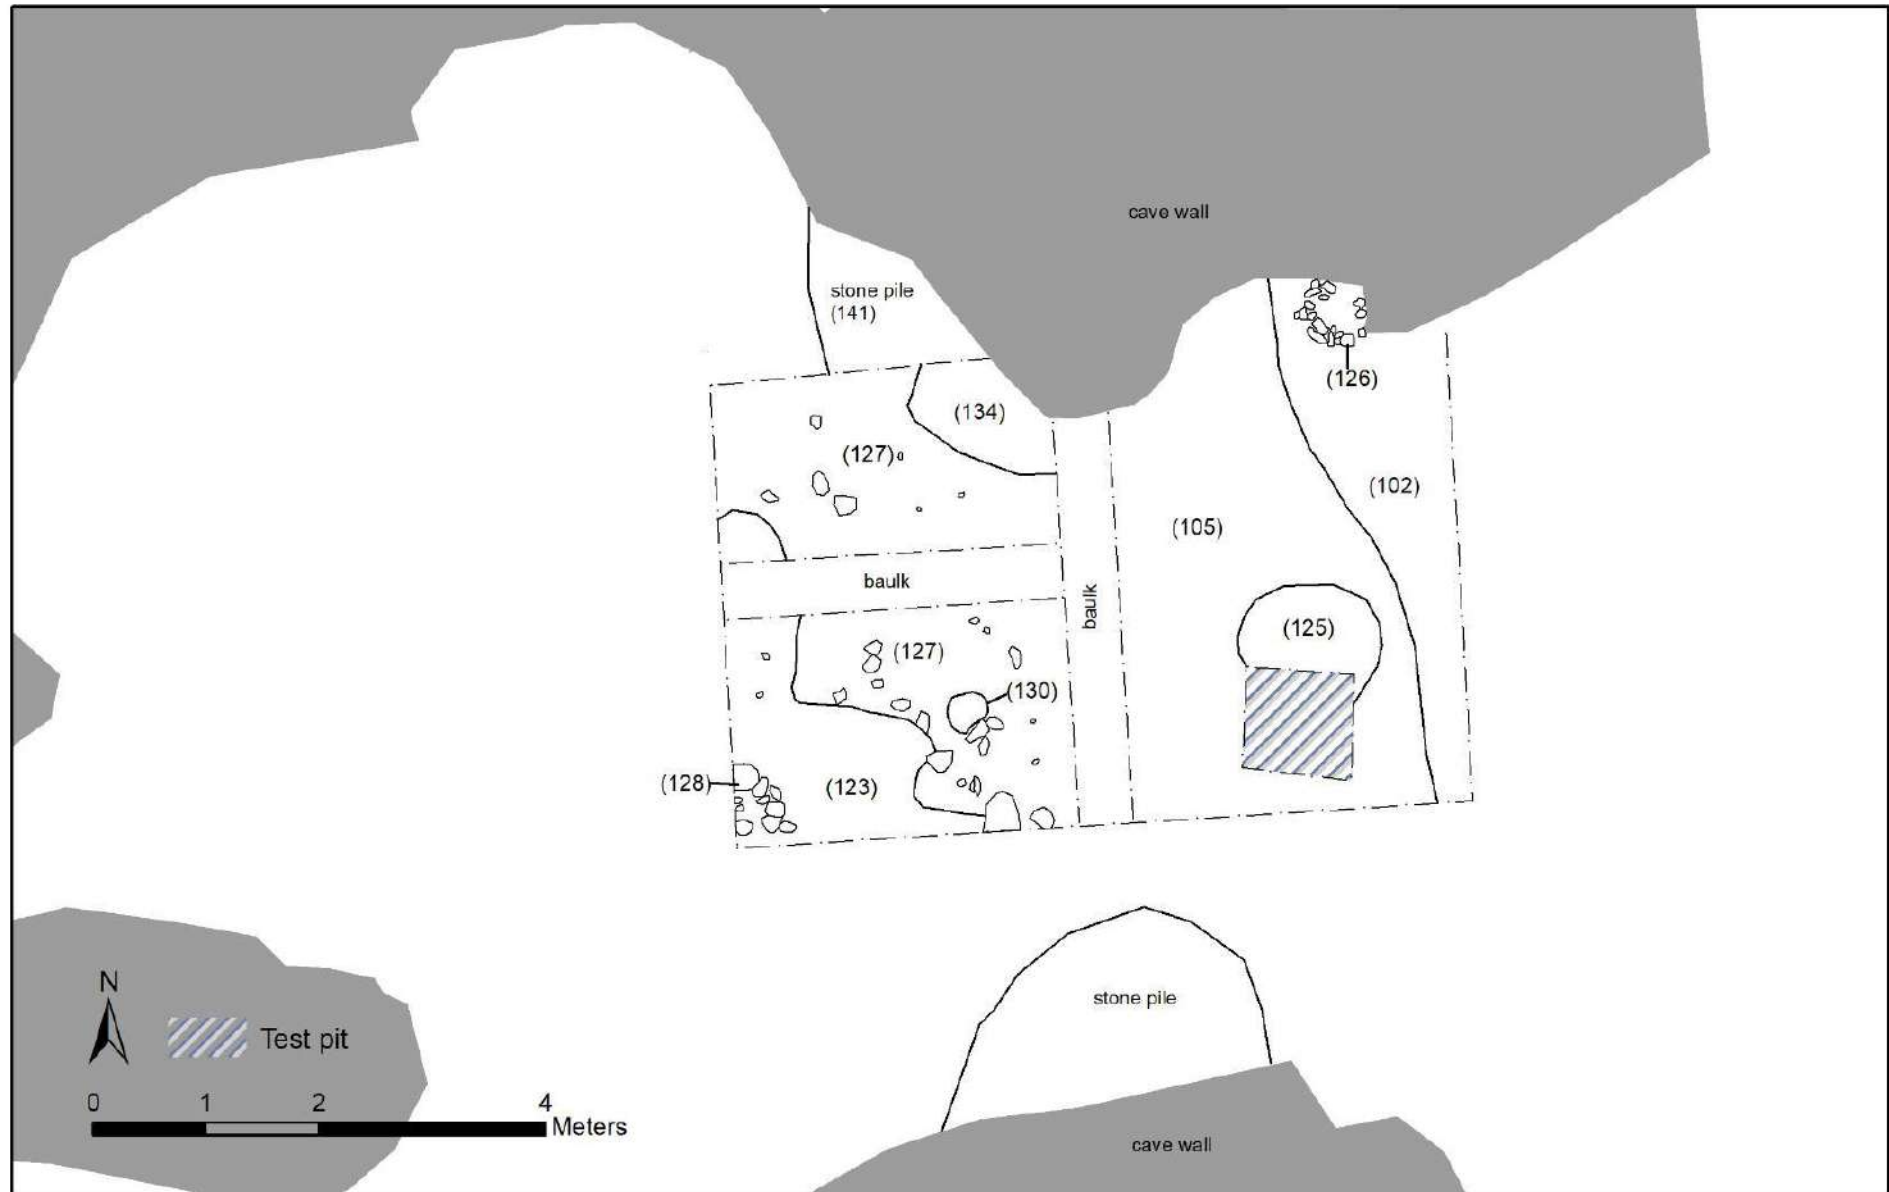 cave wall
stone pile
(141)
(126)
(134)
(127)
(102)
(105)
baulk
baulk
(125)
(127)
(130)
(128)
(123)
stone pile
N
Test pit
0 1 2 4
Meters
cave wall